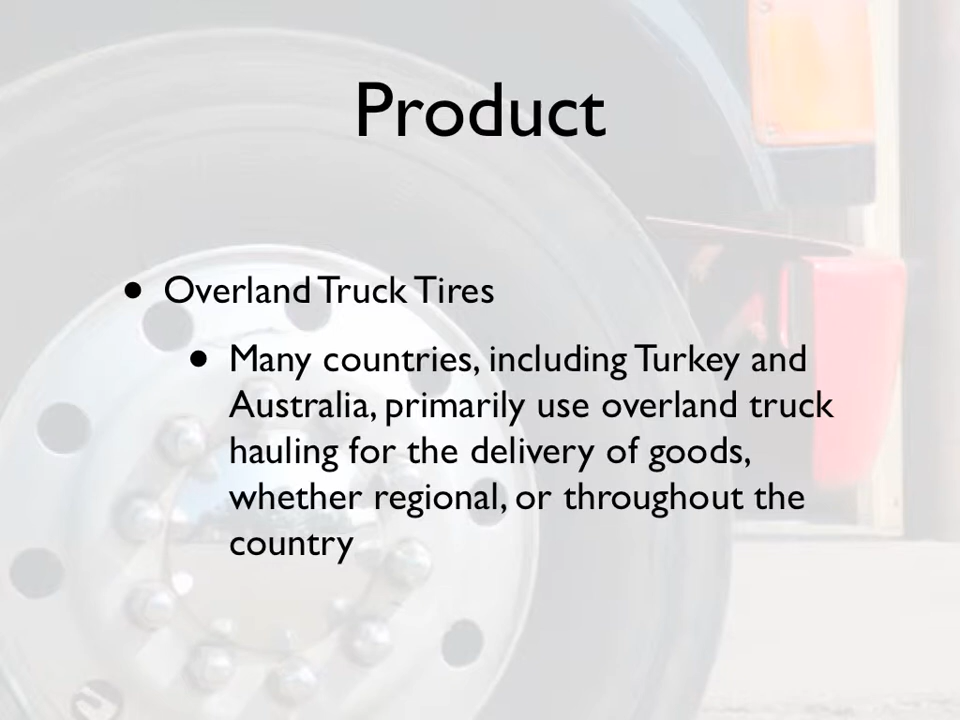 Product
• Overland Truck Tires
• Many countries, including Turkey and
Australia, primarily use overland truck
hauling for the delivery of goods,
whether regional, or throughout the
country